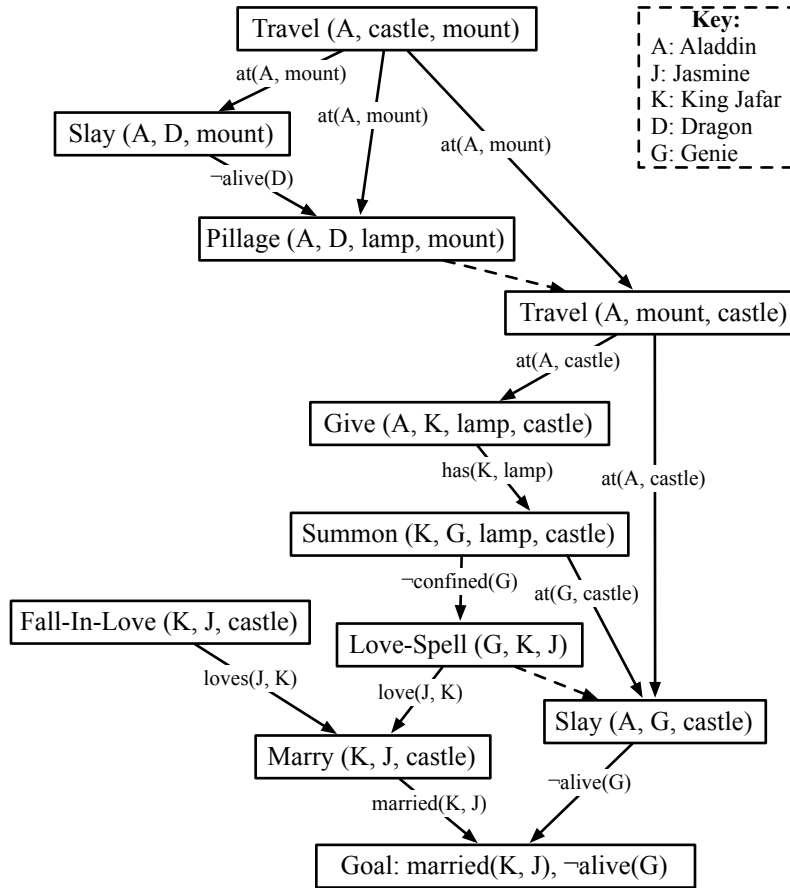 Travel (A, castle, mount)
Key:
A: Aladdin
J: Jasmine
K: King Jafar
D: Dragon
G: Genie
at(A, mount)
at(A, mount)
at(A, mount)
Slay (A, D, mount)
¬alive(D)
Pillage (A, D, lamp, mount)
Travel (A, mount, castle)
at(A, castle)
Give (A, K, lamp, castle)
has(K, lamp)
at(A, castle)
Summon (K, G, lamp, castle)
¬confined(G)
at(G, castle)
Fall-In-Love (K, J, castle)
Love-Spell (G, K, J)
loves(J, K)
love(J, K)
Slay (A, G, castle)
Marry (K, J, castle)
¬alive(G)
married(K, J)
Goal: married(K, J), ¬alive(G)